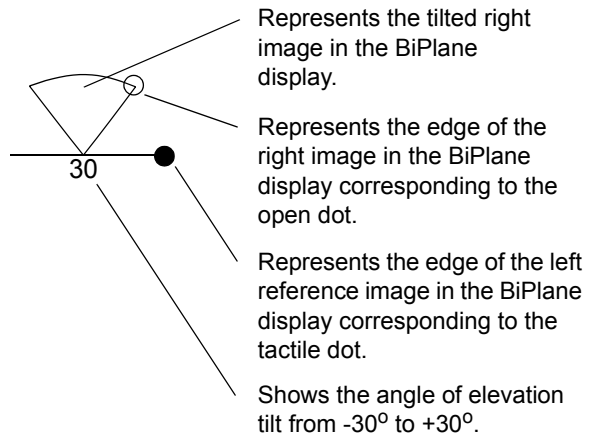 Represents the tilted right
image in the BiPlane
display.
Represents the edge of the
right image in the BiPlane
display corresponding to the
open dot.
30
Represents the edge of the left
reference image in the BiPlane
display corresponding to the
tactile dot.
Shows the angle of elevation
tilt from -30° to +30°.